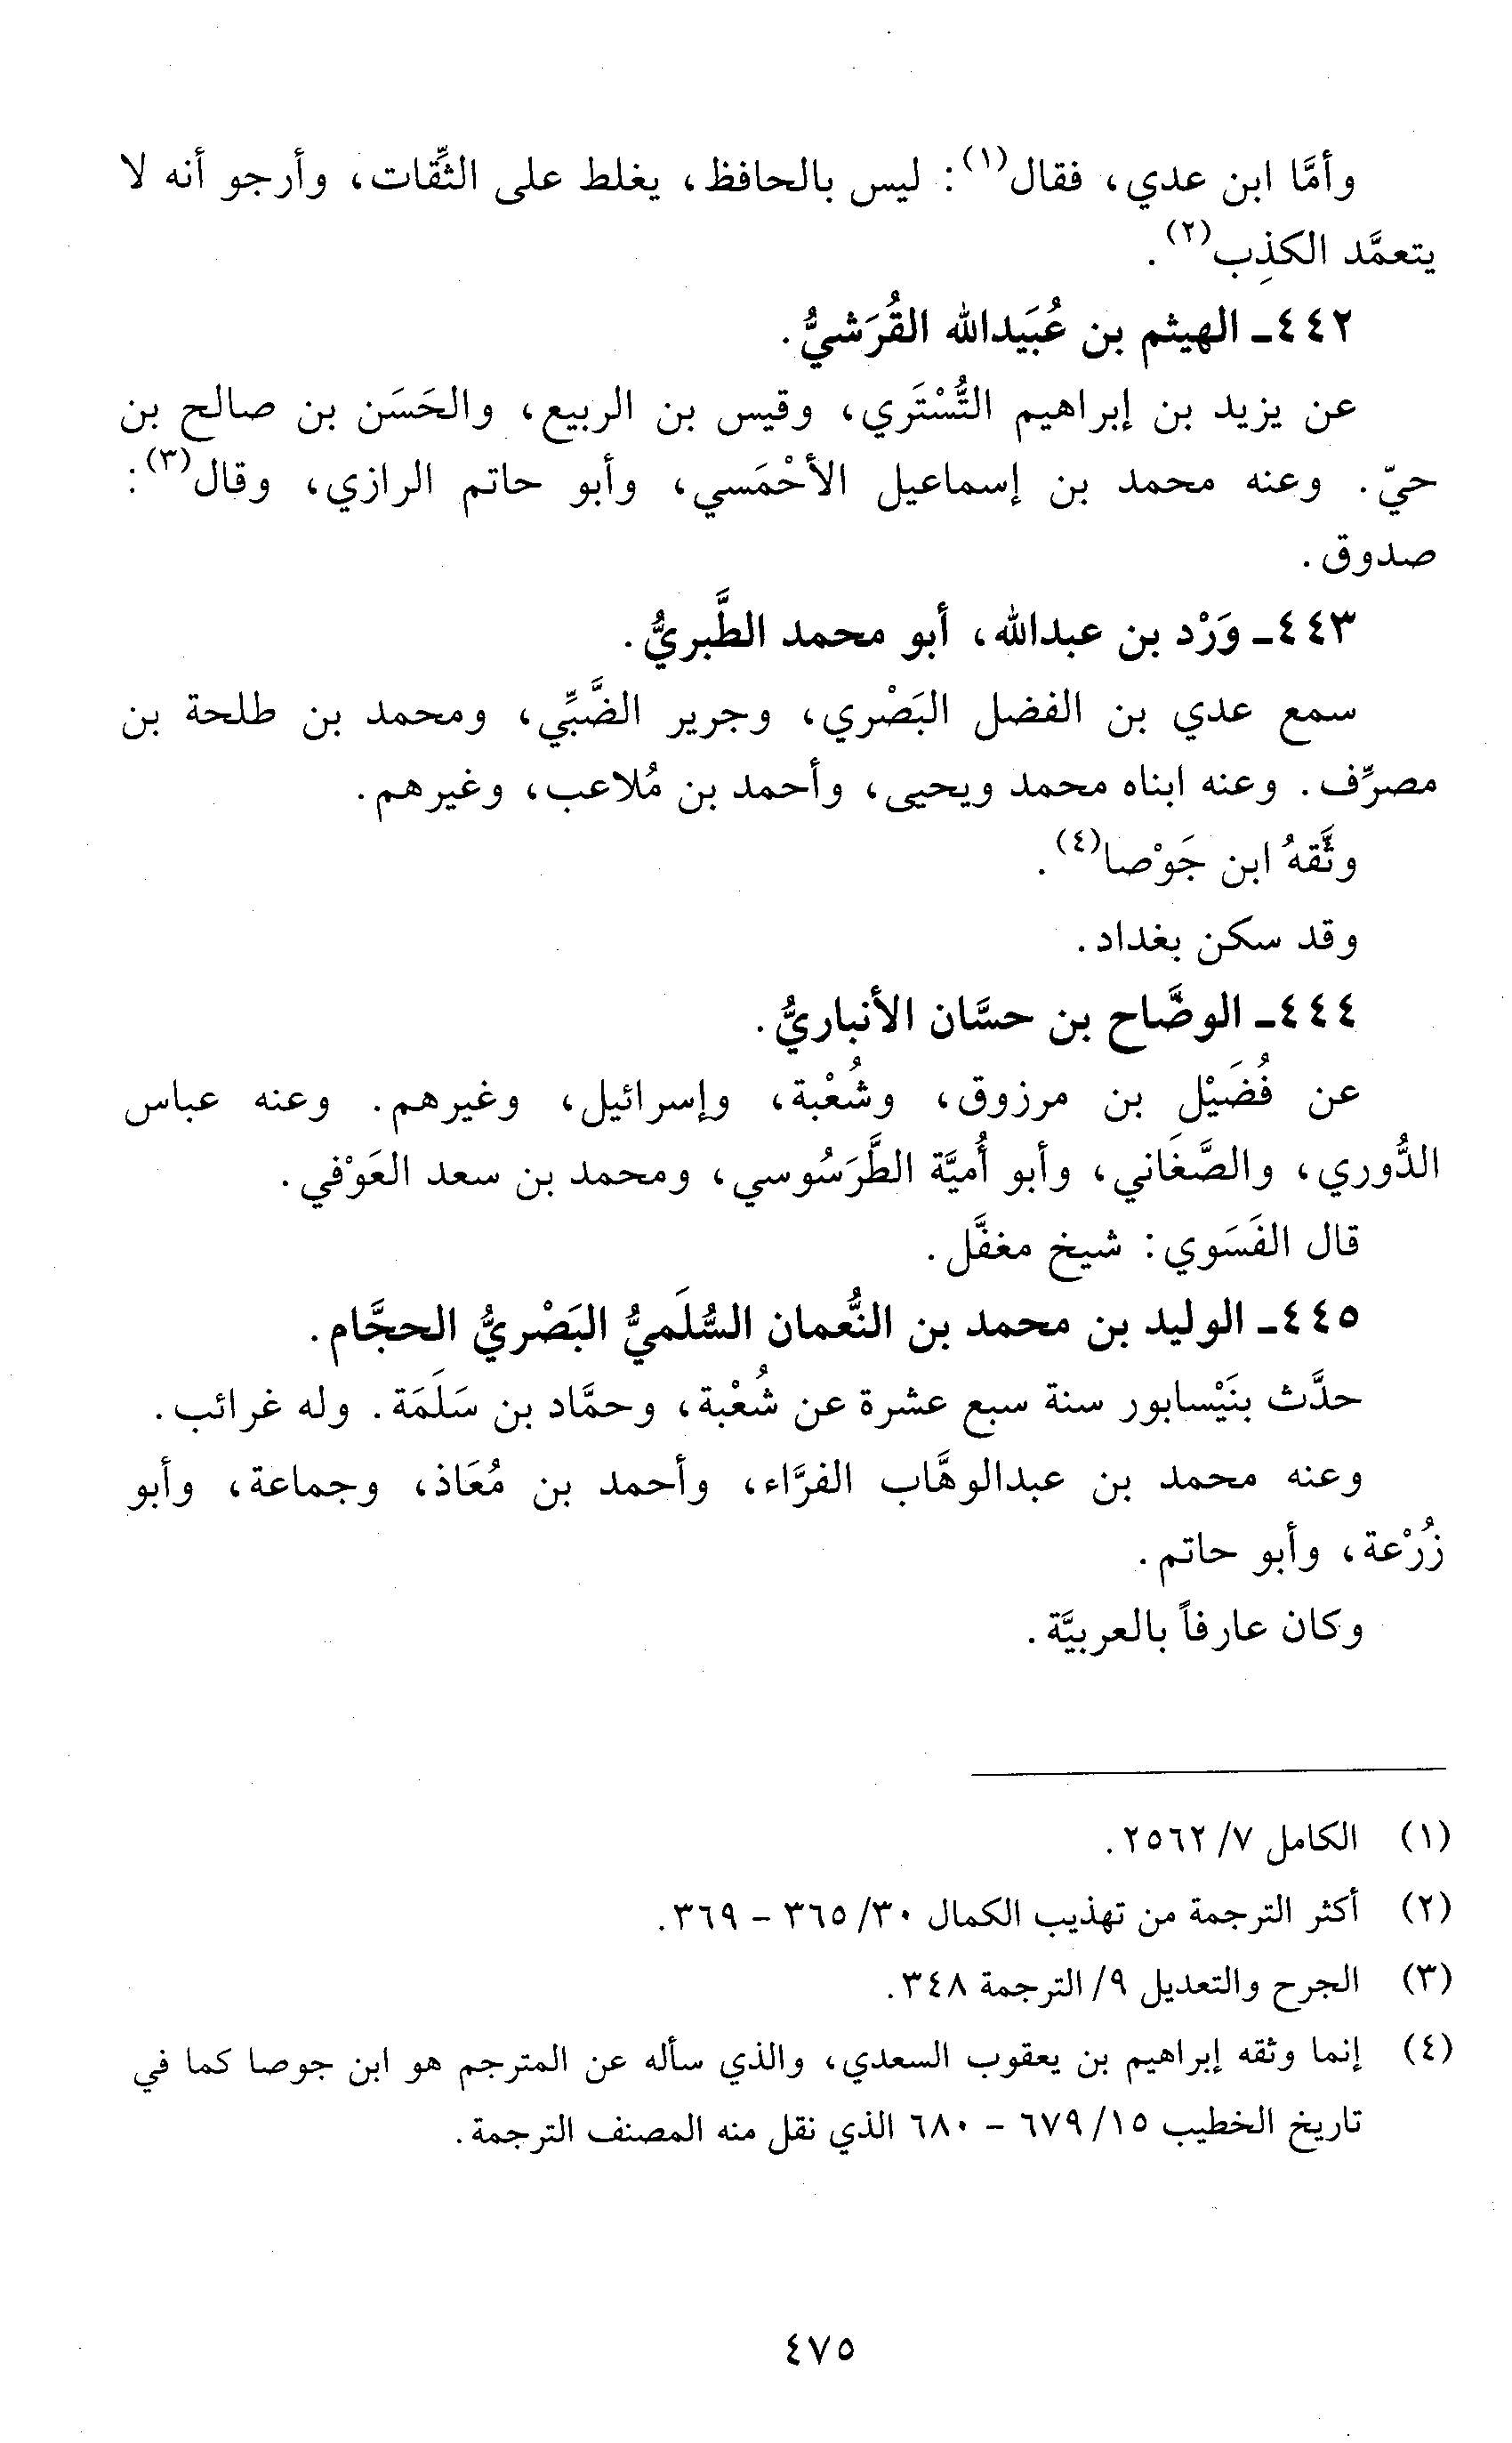 وأمَّا ابن عدي، فقال(١): ليس بالحافظ، يغلط على الثِّقات، وأرجو أنه لا
يتعمَّد الكذِب(٢).
٤٤٢ـ الهيثم بن عُبَيدالله القُرَشيُّ.
عن يزيد بن إبراهيم التُّسْتَري، وقيس بن الربيع، والحَسَن بن صالح بن
حيّ. وعنه محمد بن إسماعيل الأحْمَسي، وأبو حاتم الرازي، وقال(٣):
صدوق.
٤٤٣ـ وَرْد بن عبدالله، أبو محمد الطَّبريُّ.
سمع عدي بن الفضل البَصْري، وجرير الضَّبِّي، ومحمد بن طلحة بن
مصرِّف. وعنه ابناه محمد ويحيى، وأحمد بن مُلاعب، وغيرهم.
وثَّقهُ ابن جَوْصا(٤).
وقد سكن بغداد.
٤٤٤ـ الوضَّاح بن حسَّان الأنباريُّ.
عن فُضَيْل بن مرزوق، وشُعْبة، وإسرائيل، وغيرهم. وعنه عباس
الدُّوري، والصَّغَاني، وأبو أُميَّة الطَّرَسُوسي، ومحمد بن سعد العَوْفي.
قال الفَسَوي: شيخ مغفَّل.
٤٤٥ـ الوليد بن محمد بن النُّعمان السُّلَميُّ البَصْريُّ الحجَّام.
حدَّث بنَيْسابور سنة سبع عشرة عن شُعْبة، وحمَّاد بن سَلَمَة. وله غرائب.
وعنه محمد بن عبدالوهَّاب الفرَّاء، وأحمد بن مُعَاذ، وجماعة، وأبو
زُرْعة، وأبو حاتم.
وكان عارفاً بالعربيَّة.
(١) الكامل ٧/ ٢٥٦٢.
(٢) أكثر الترجمة من تهذيب الكمال ٣٠/ ٣٦٥ - ٣٦٩.
(٣) الجرح والتعديل ٩/ الترجمة ٣٤٨.
(٤) إنما وثقه إبراهيم بن يعقوب السعدي، والذي سأله عن المترجم هو ابن جوصا كما في
تاريخ الخطيب ١٥/ ٦٧٩ - ٦٨٠ الذي نقل منه المصنف الترجمة.
٤٧٥